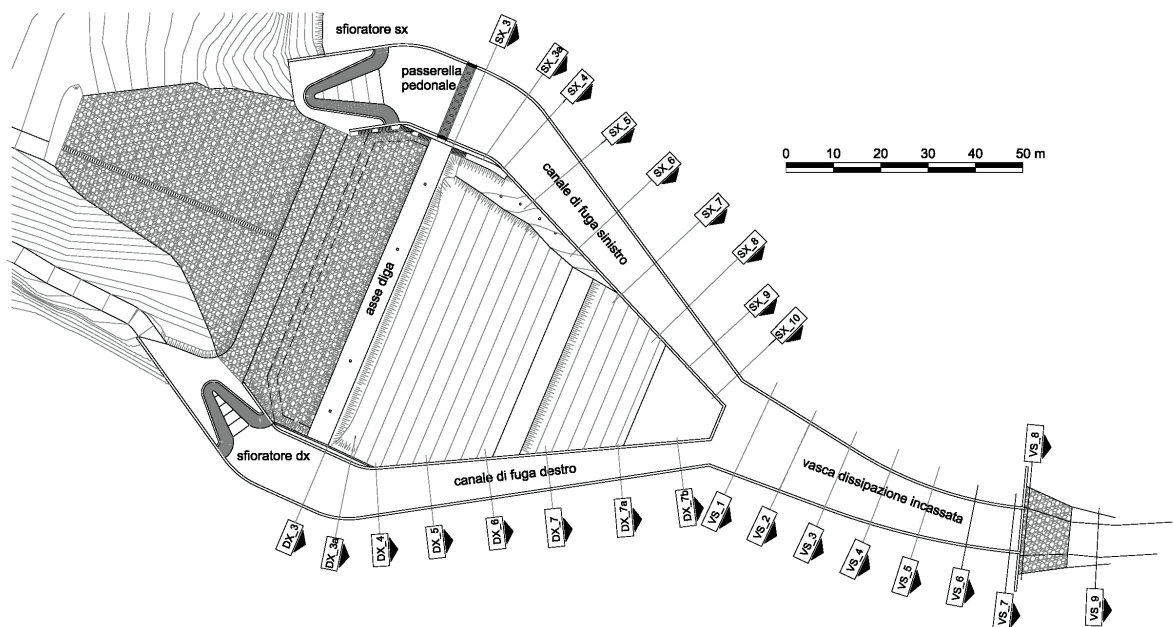 sfioratore sx
passerella
pedonale
SX_3
SX_3a
SX_4
SX_5
SX_6
SX_7
SX_8
SX_9
SX_10
0 10 20 30 40 50 m
canale di fuga sinistro
asse diga
sfioratore dx
canale di fuga destro
vasca dissipazione incassata
DX_3
DX_3a
DX_4
DX_5
DX_6
DX_7
DX_7a
DX_7b
VS_1
VS_2
VS_3
VS_4
VS_5
VS_6
VS_7
VS_8
VS_9